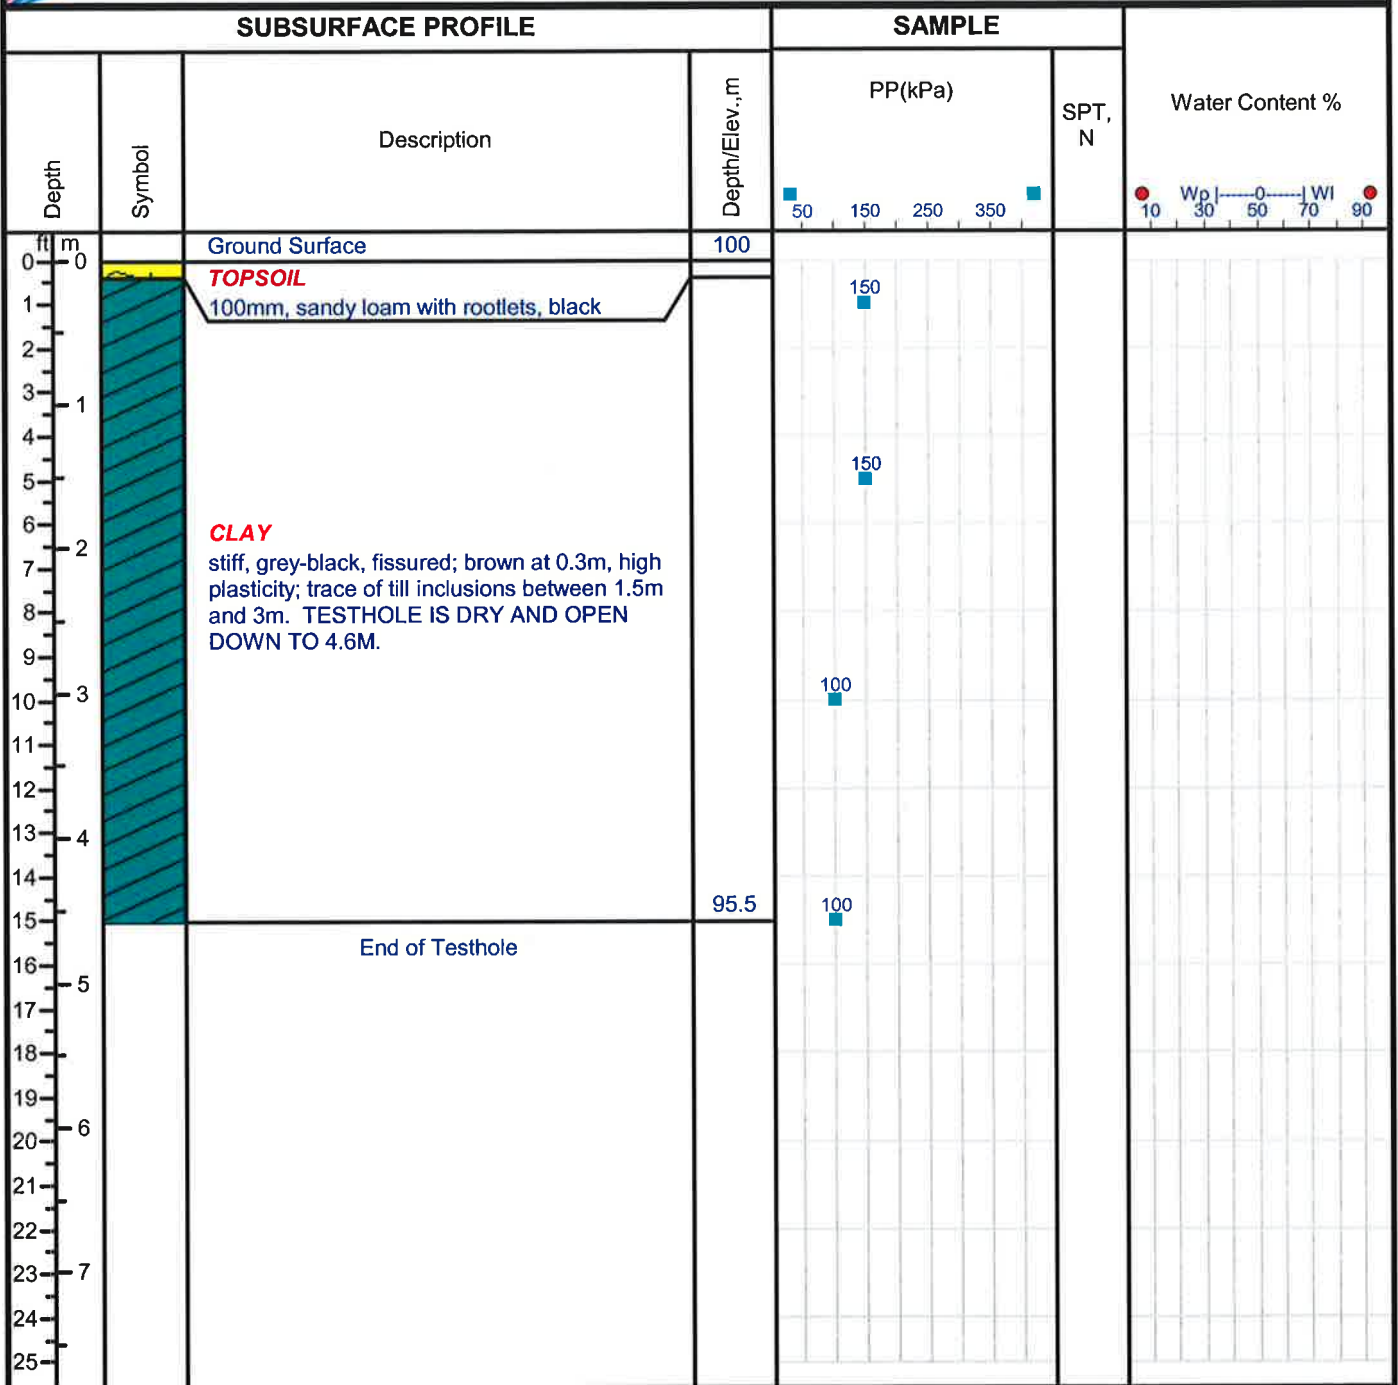 SUBSURFACE PROFILE
SAMPLE
Depth
Symbol
Description
Depth/Elev.,m
PP(kPa)
SPT,
N
Water Content %
50 150 250 350
Wp |-----0-----| Wl
10 30 50 70 90
ft m
Ground Surface 100
0 0
TOPSOIL
100mm, sandy loam with rootlets, black
150
1
2
3
1
4
150
5
6
CLAY
2
stiff, grey-black, fissured; brown at 0.3m, high
7
plasticity; trace of till inclusions between 1.5m
8
and 3m. TESTHOLE IS DRY AND OPEN
DOWN TO 4.6M.
9
100
10 3
11
12
13
4
14
95.5 100
15
End of Testhole
16
5
17
18
19
6
20
21
22
23 7
24
25